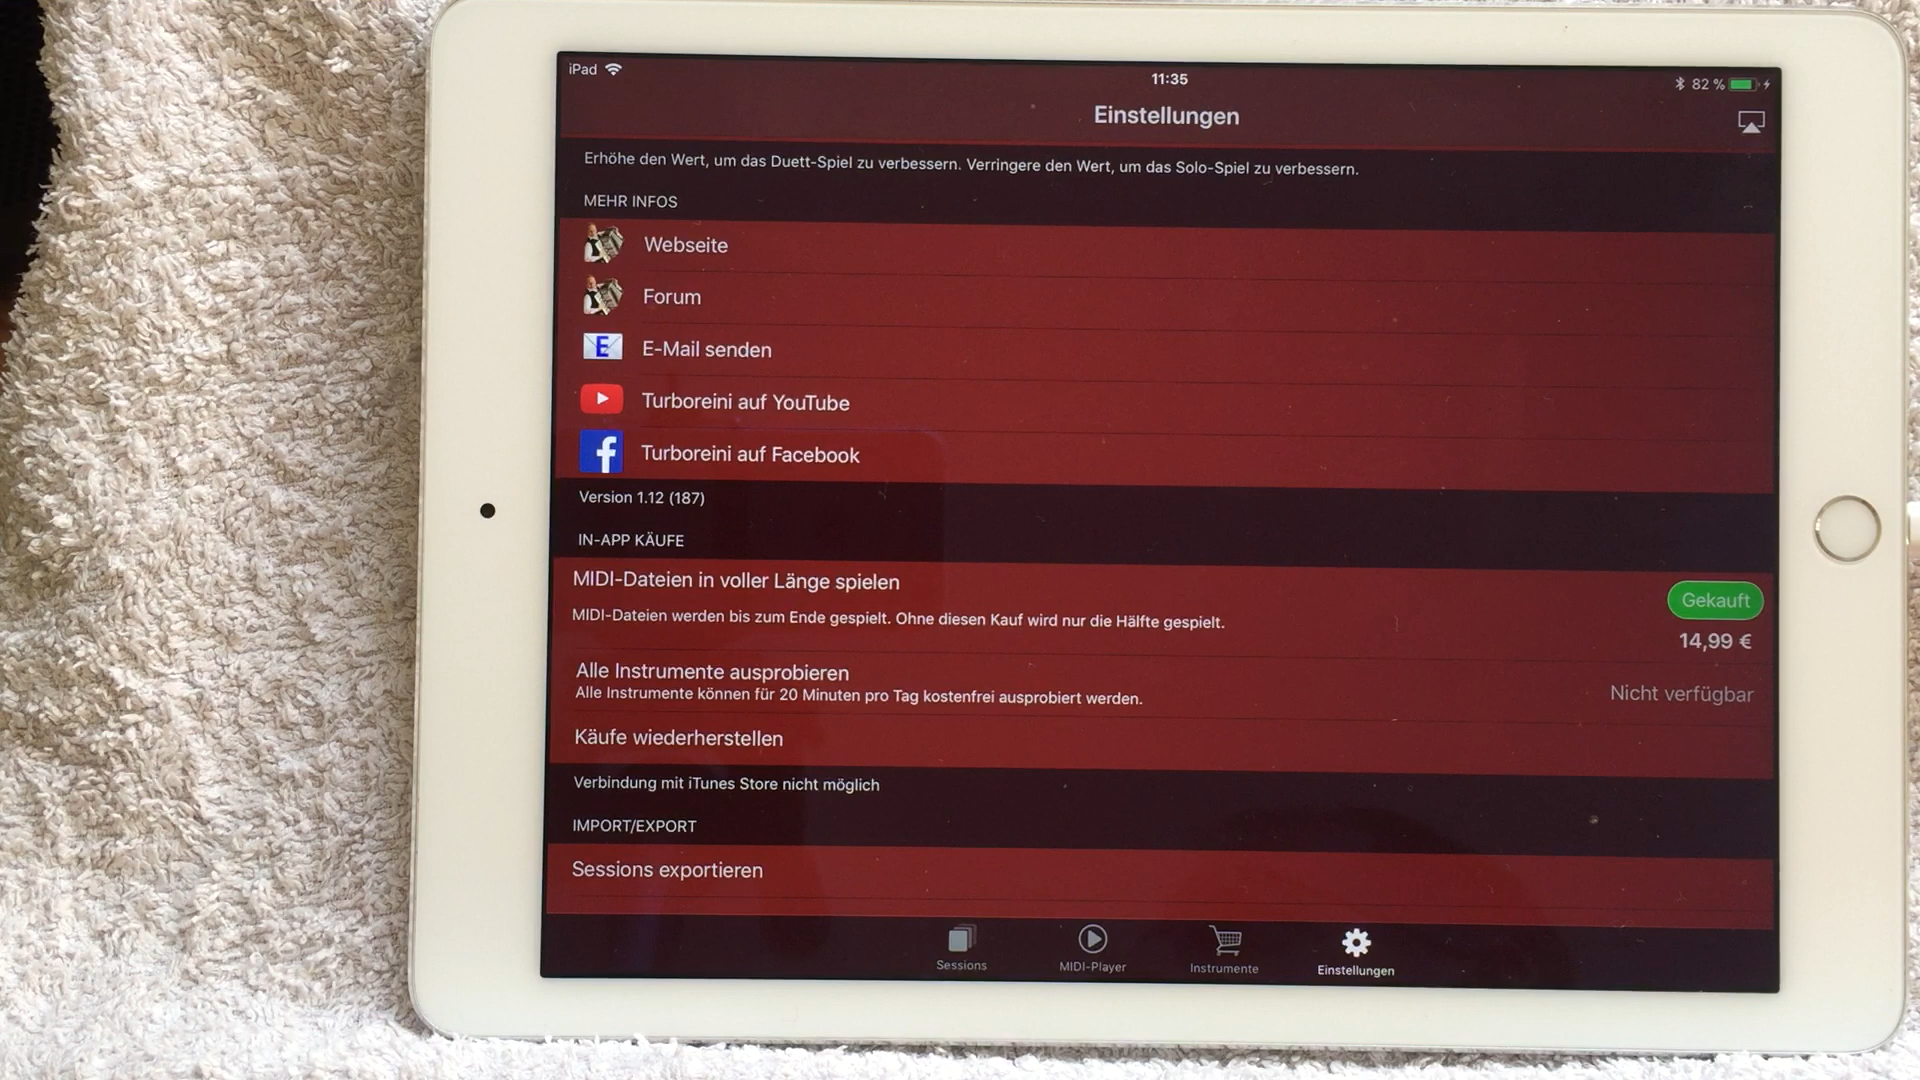 iPad
11:35
82 %
Einstellungen
Erhöhe den Wert, um das Duett-Spiel zu verbessern. Verringere den Wert, um das Solo-Spiel zu verbessern.
MEHR INFOS
Webseite
Forum
E
E-Mail senden
Turboreini auf YouTube
f
Turboreini auf Facebook
Version 1.12 (187)
IN-APP KÄUFE
MIDI-Dateien in voller Länge spielen
Gekauft
MIDI-Dateien werden bis zum Ende gespielt. Ohne diesen Kauf wird nur die Hälfte gespielt.
14,99 €
Alle Instrumente ausprobieren
Alle Instrumente können für 20 Minuten pro Tag kostenfrei ausprobiert werden.
Nicht verfügbar
Käufe wiederherstellen
Verbindung mit iTunes Store nicht möglich
IMPORT/EXPORT
Sessions exportieren
Sessions
MIDI-Player
Instrumente
Einstellungen